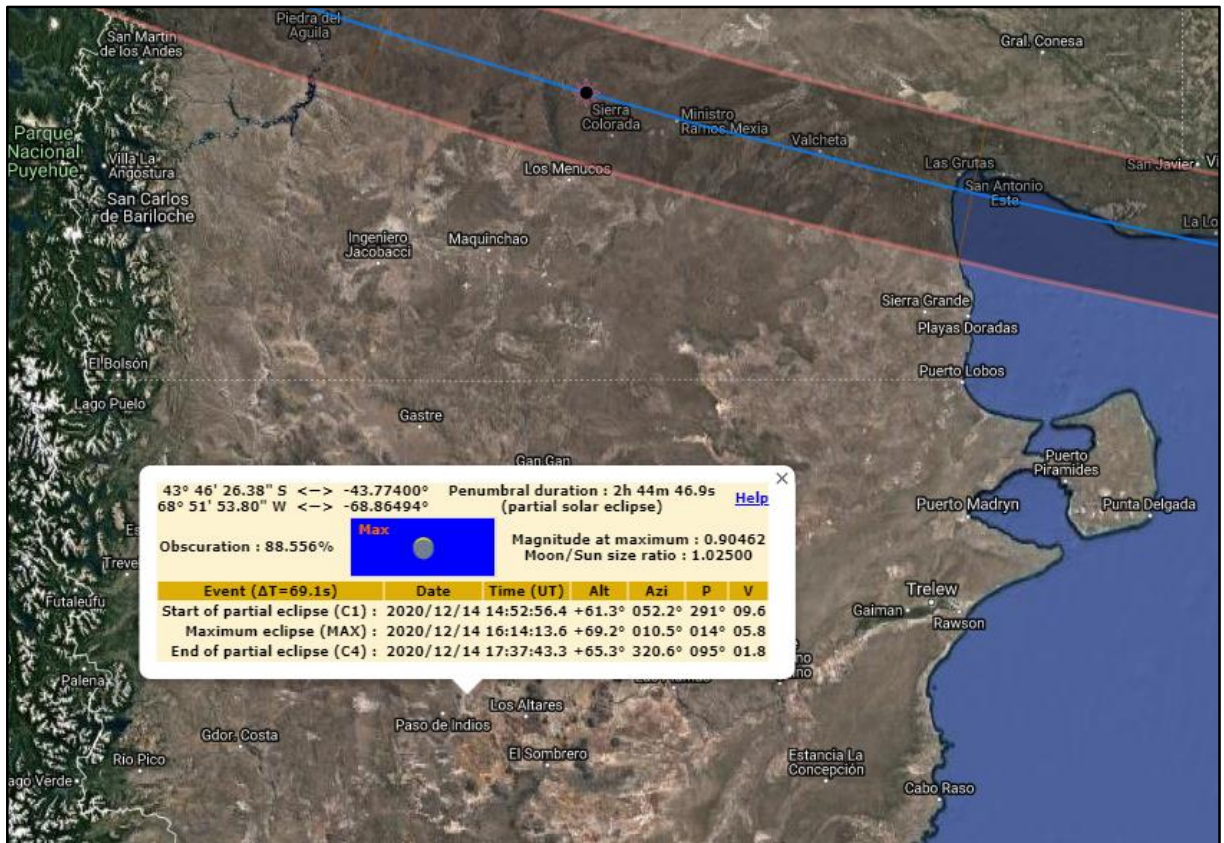 Piedra del
Aguila
San Martin
de los Andes
Gral. Conesa
Sierra
Colorada
Ministro
Ramos Mexia
Valcheta
Parque
Nacional
Puyehue
Villa La
Angostura
Los Menucos
Las Grutas
San Javier
San Antonio
Este
San Carlos
de Bariloche
Ingeniero
Jacobacci
Maquinchao
Sierra Grande
Playas Doradas
El Bolsón
Puerto Lobos
Lago Puelo
Gastre
Gan Gan
Puerto
Piramides
Puerto Madryn
Punta Delgada
43° 46' 26.38" S <—> -43.77400° Penumbral duration : 2h 44m 46.9s Help
68° 51' 53.80" W <—> -68.86494° (partial solar eclipse)
Obscuration : 88.556% Max Magnitude at maximum : 0.90462
Moon/Sun size ratio : 1.02500
Event (ΔT=69.1s) Date Time (UT) Alt Azi P V
Start of partial eclipse (C1) : 2020/12/14 14:52:56.4 +61.3° 052.2° 291° 09.6
Maximum eclipse (MAX) : 2020/12/14 16:14:13.6 +69.2° 010.5° 014° 05.8
End of partial eclipse (C4) : 2020/12/14 17:37:43.3 +65.3° 320.6° 095° 01.8
Treve
Futaleufú
Trelew
Gaiman
Rawson
Palena
Los Altares
Paso de Indios
Gdor. Costa
El Sombrero
Río Pico
Estancia La
Concepción
ago Verde
Cabo Raso